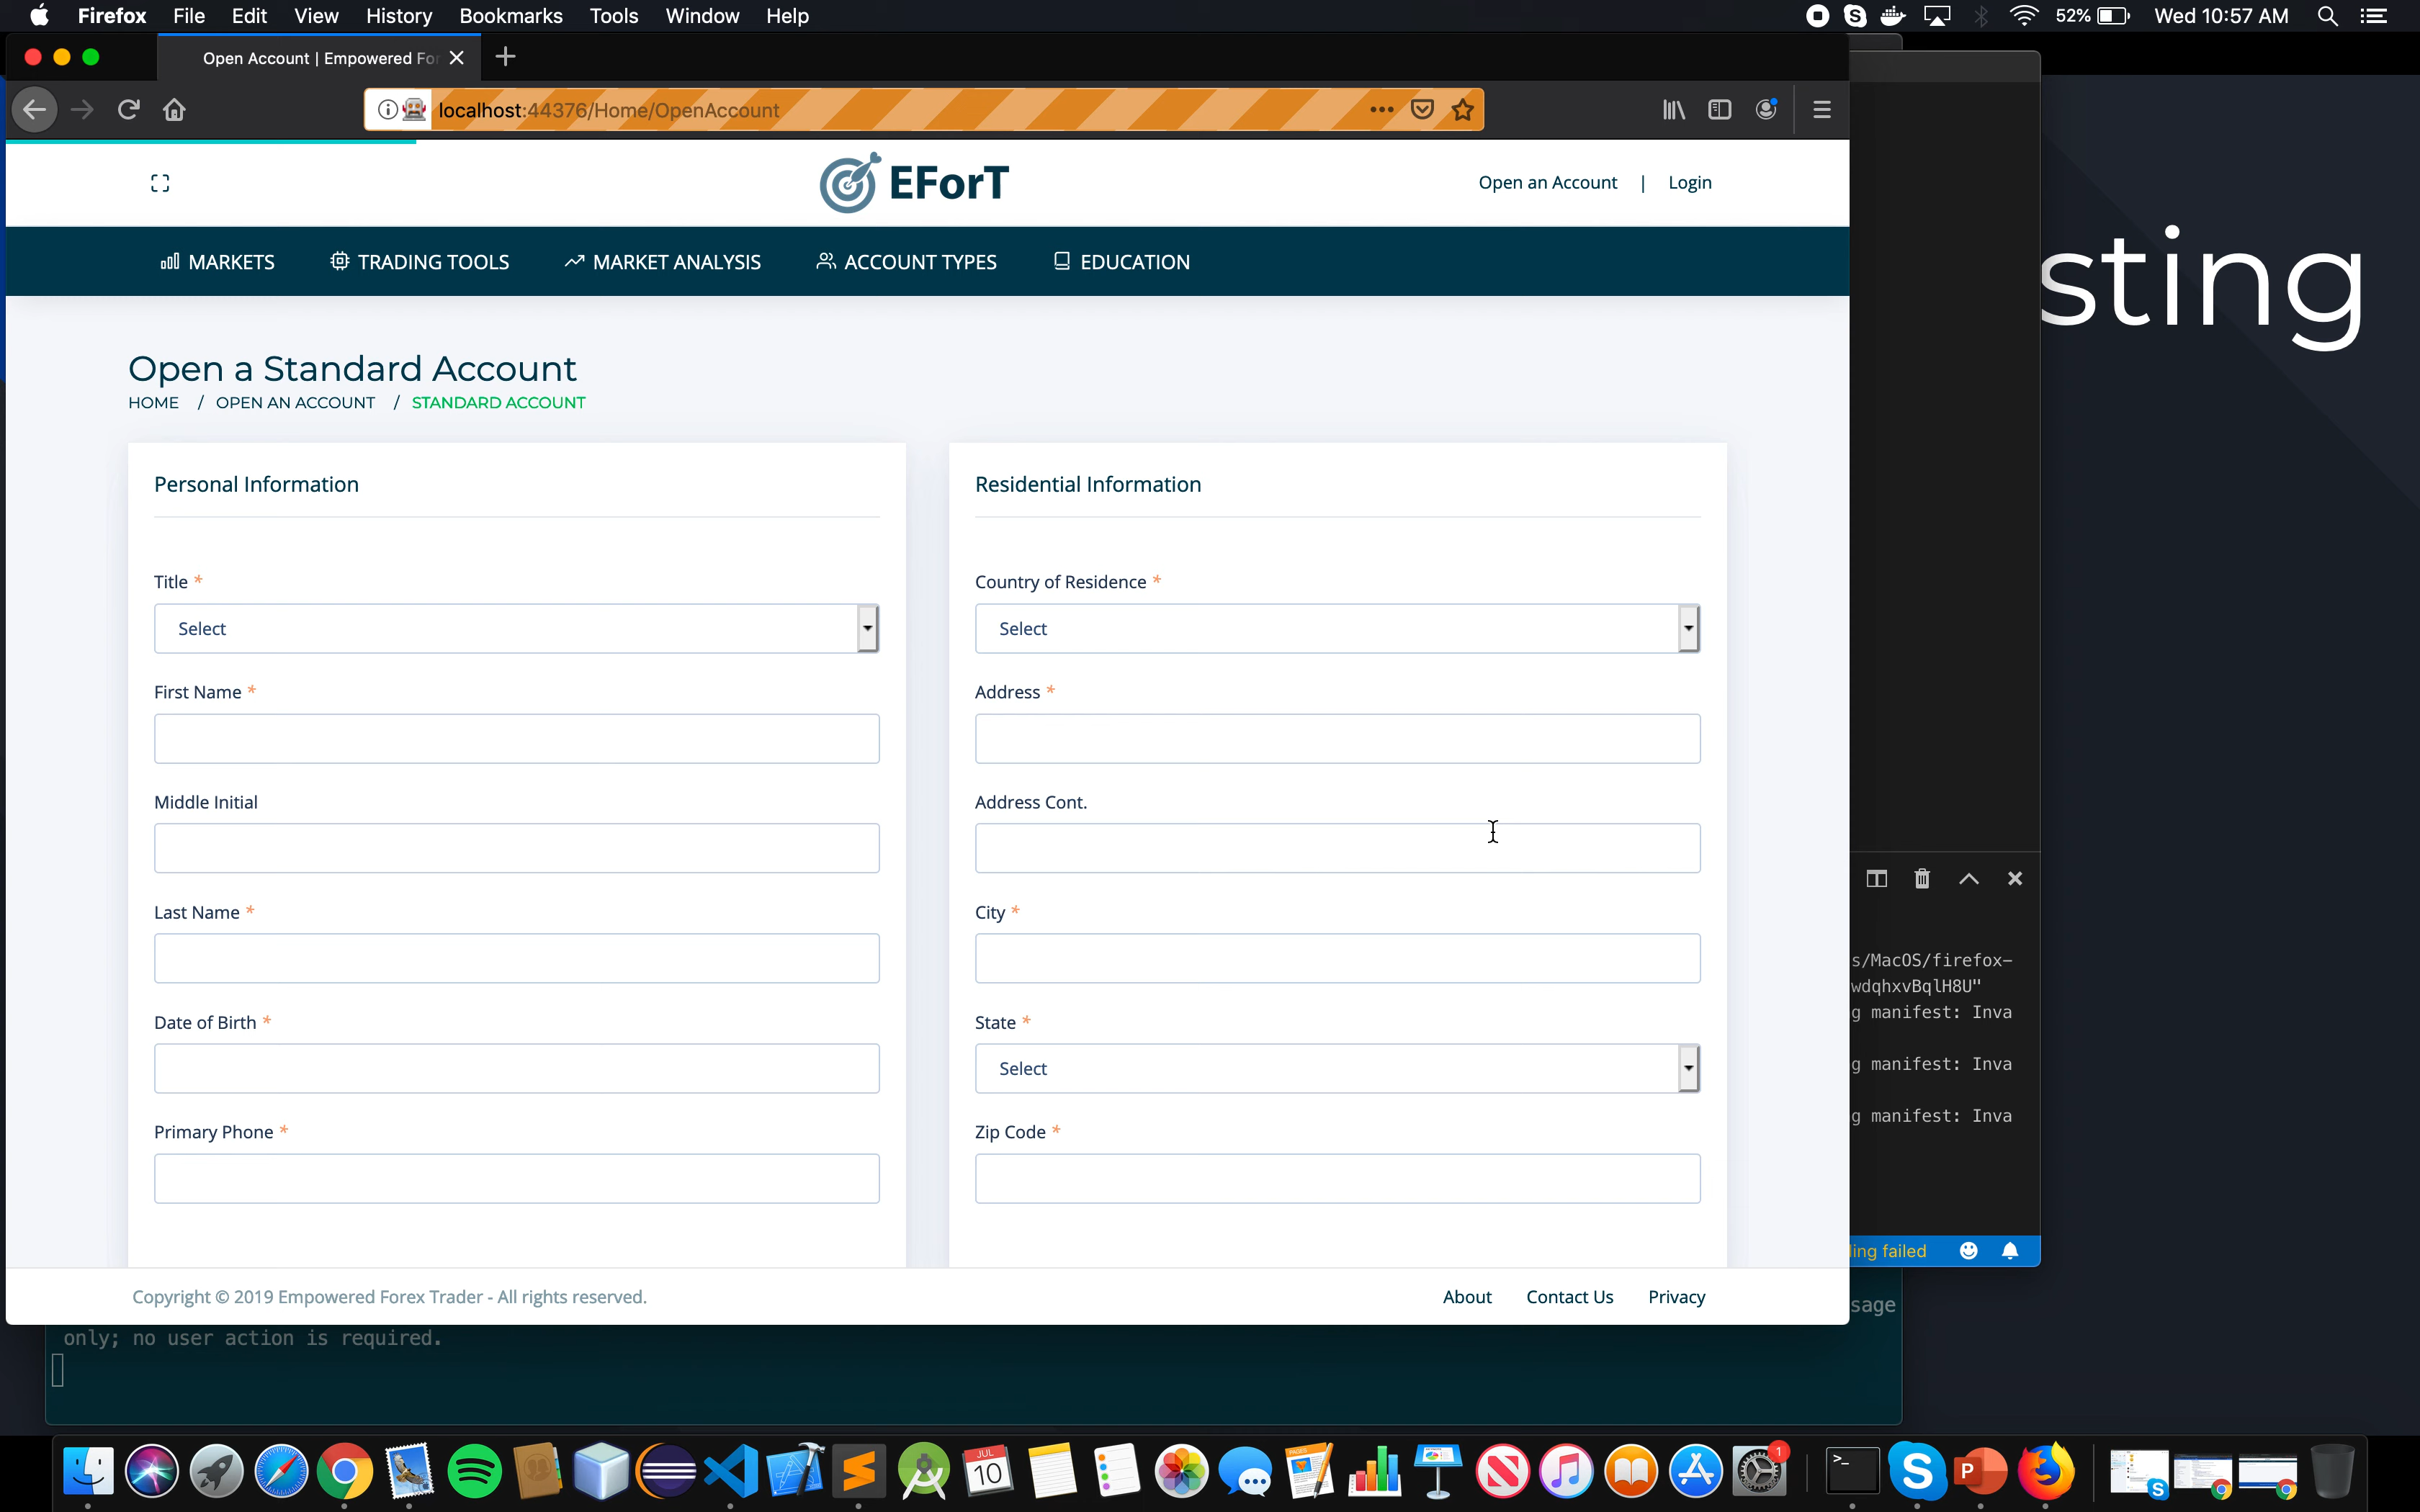 Firefox File Edit View History Bookmarks Tools Window Help 52% Wed 10:57 AM
Open Account | Empowered For
localhost:44376/Home/OpenAccount
EForT
Open an Account | Login
MARKETS TRADING TOOLS MARKET ANALYSIS ACCOUNT TYPES EDUCATION
sting
Open a Standard Account
HOME / OPEN AN ACCOUNT / STANDARD ACCOUNT
Personal Information
Title *
Select
First Name *
Middle Initial
Last Name *
Date of Birth *
Primary Phone *
Residential Information
Country of Residence *
Select
Address *
Address Cont.
City *
State *
Select
Zip Code *
s/MacOS/firefox-
wdqhxvBqlH8U"
g manifest: Inva
g manifest: Inva
g manifest: Inva
ling failed
Copyright © 2019 Empowered Forex Trader - All rights reserved.
About Contact Us Privacy
sage
only; no user action is required.
JUL
10
PAGES
1
>_
S
P
S